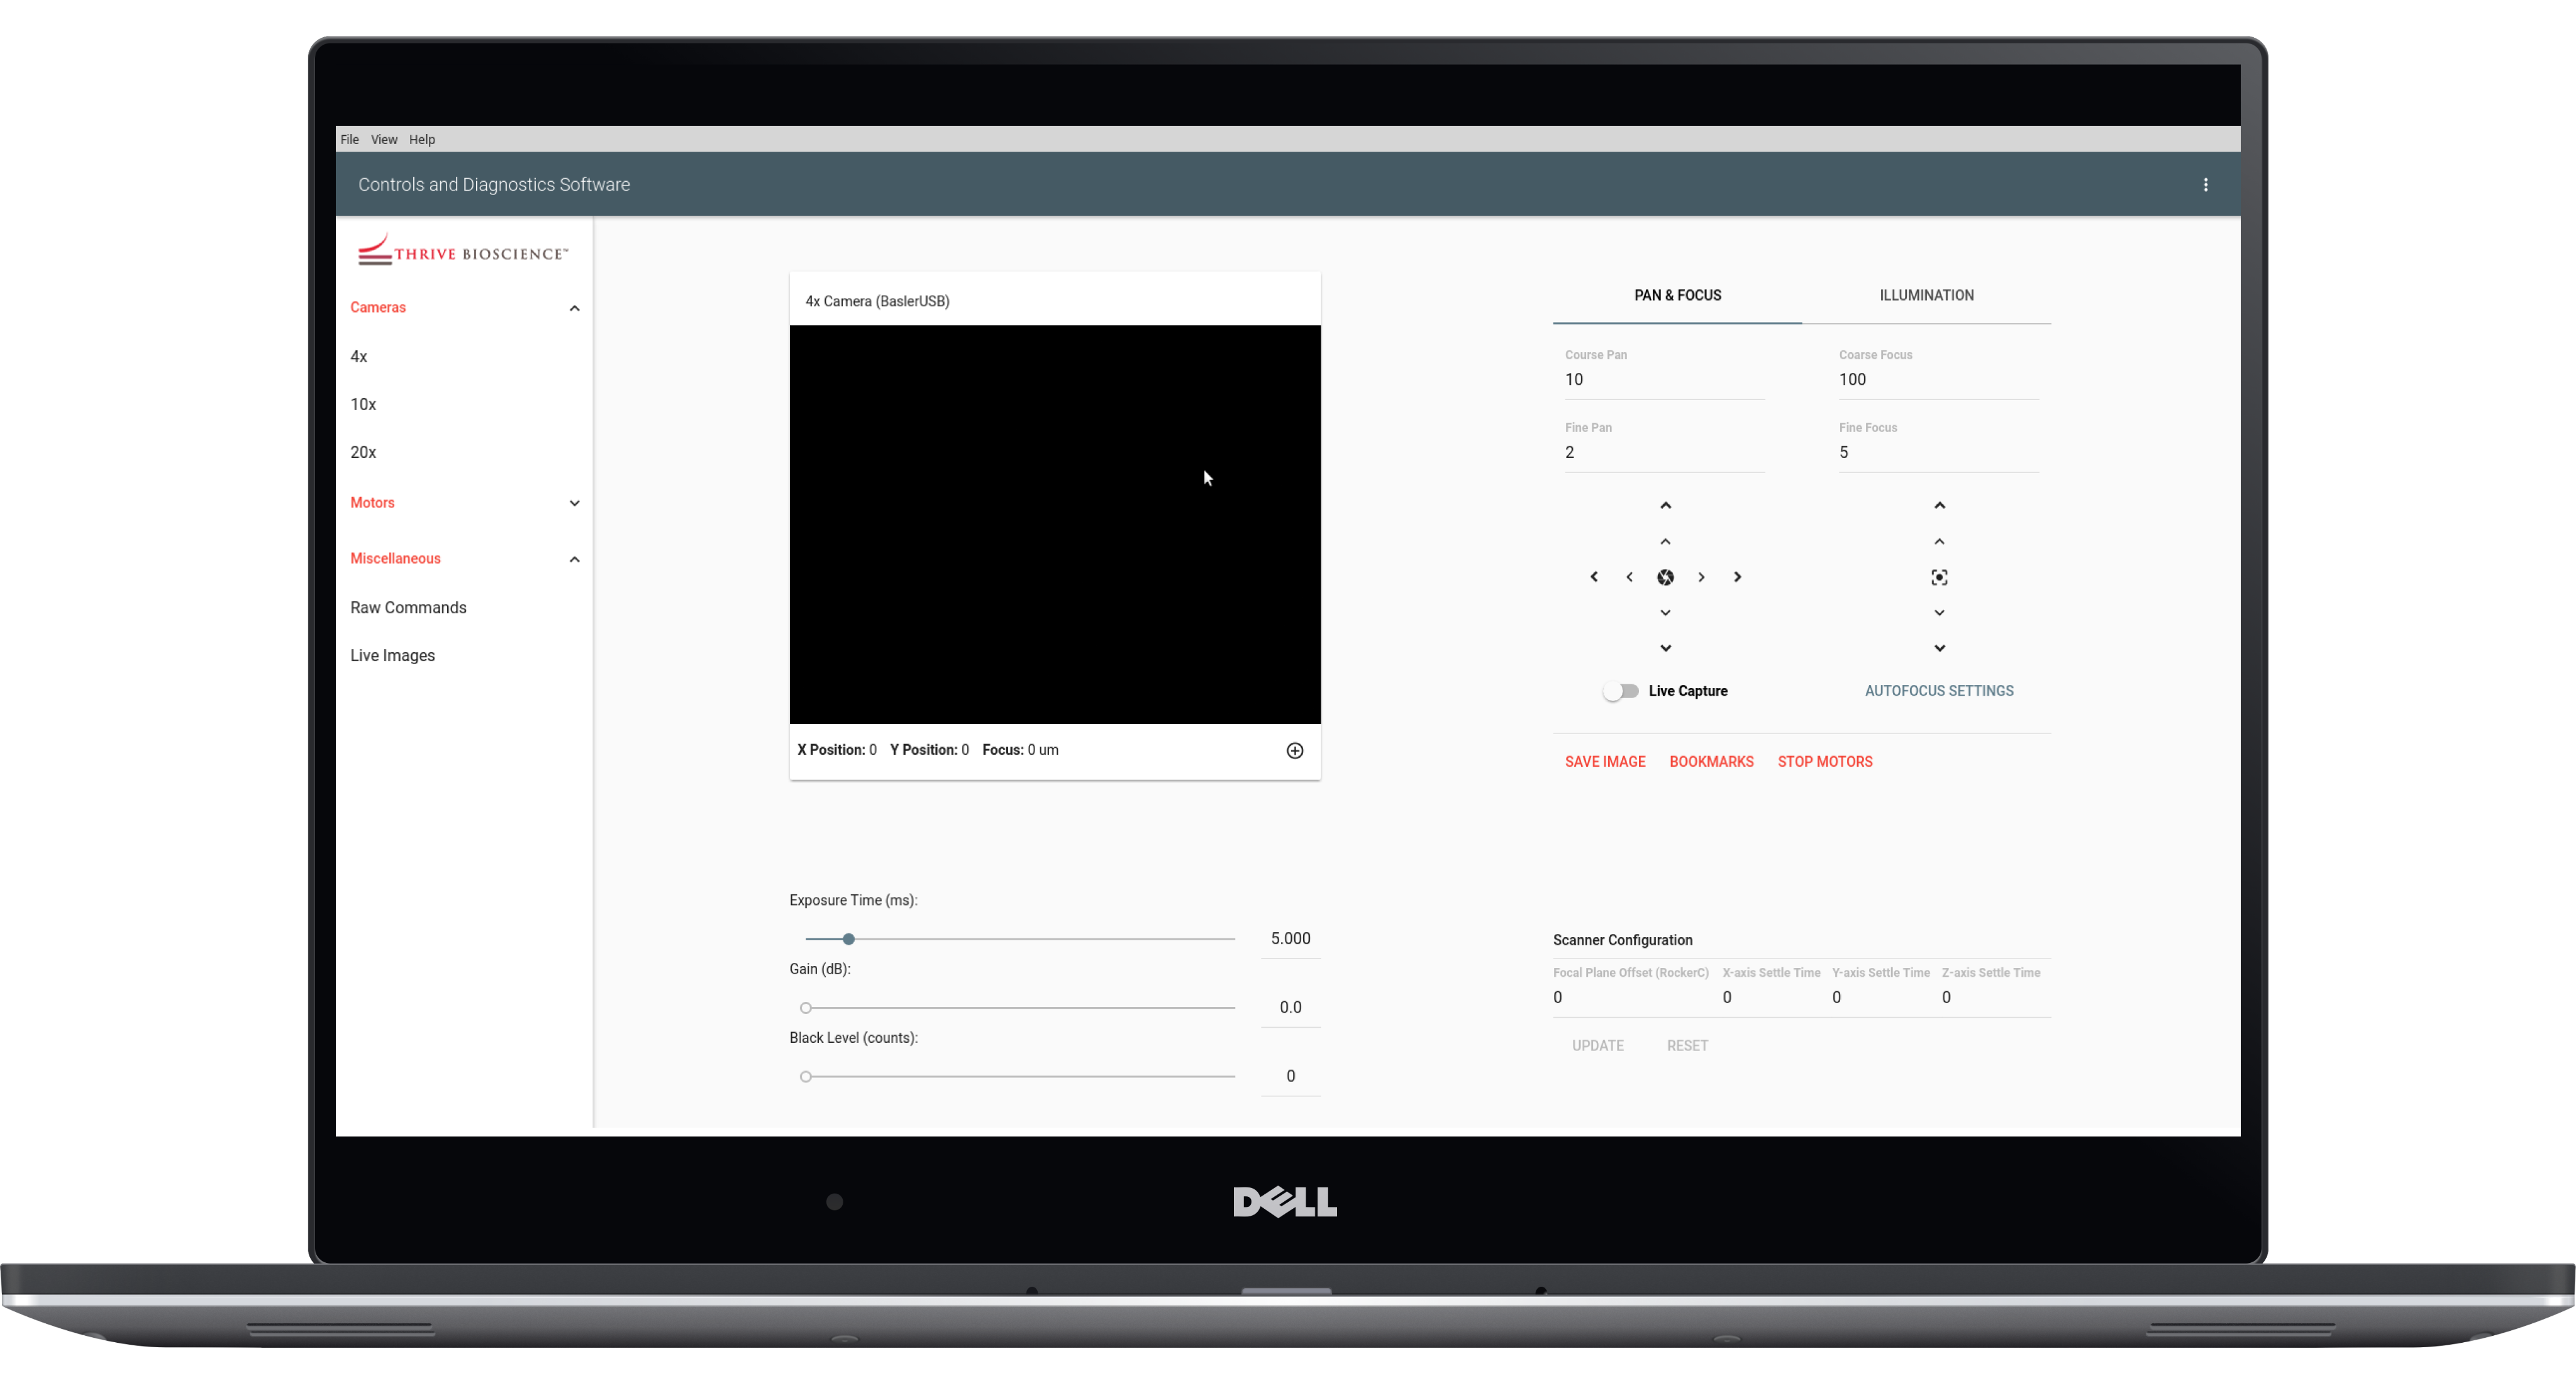 File View Help
Controls and Diagnostics Software
THRIVE BIOSCIENCE™
Cameras
4x
10x
20x
Motors
Miscellaneous
Raw Commands
Live Images
4x Camera (BaslerUSB)
X Position: 0 Y Position: 0 Focus: 0 um
Exposure Time (ms):
5.000
Gain (dB):
0.0
Black Level (counts):
0
PAN & FOCUS ILLUMINATION
Course Pan Coarse Focus
10 100
Fine Pan Fine Focus
2 5
Live Capture AUTOFOCUS SETTINGS
SAVE IMAGE BOOKMARKS STOP MOTORS
Scanner Configuration
Focal Plane Offset (RockerC) X-axis Settle Time Y-axis Settle Time Z-axis Settle Time
0 0 0 0
UPDATE RESET
DELL